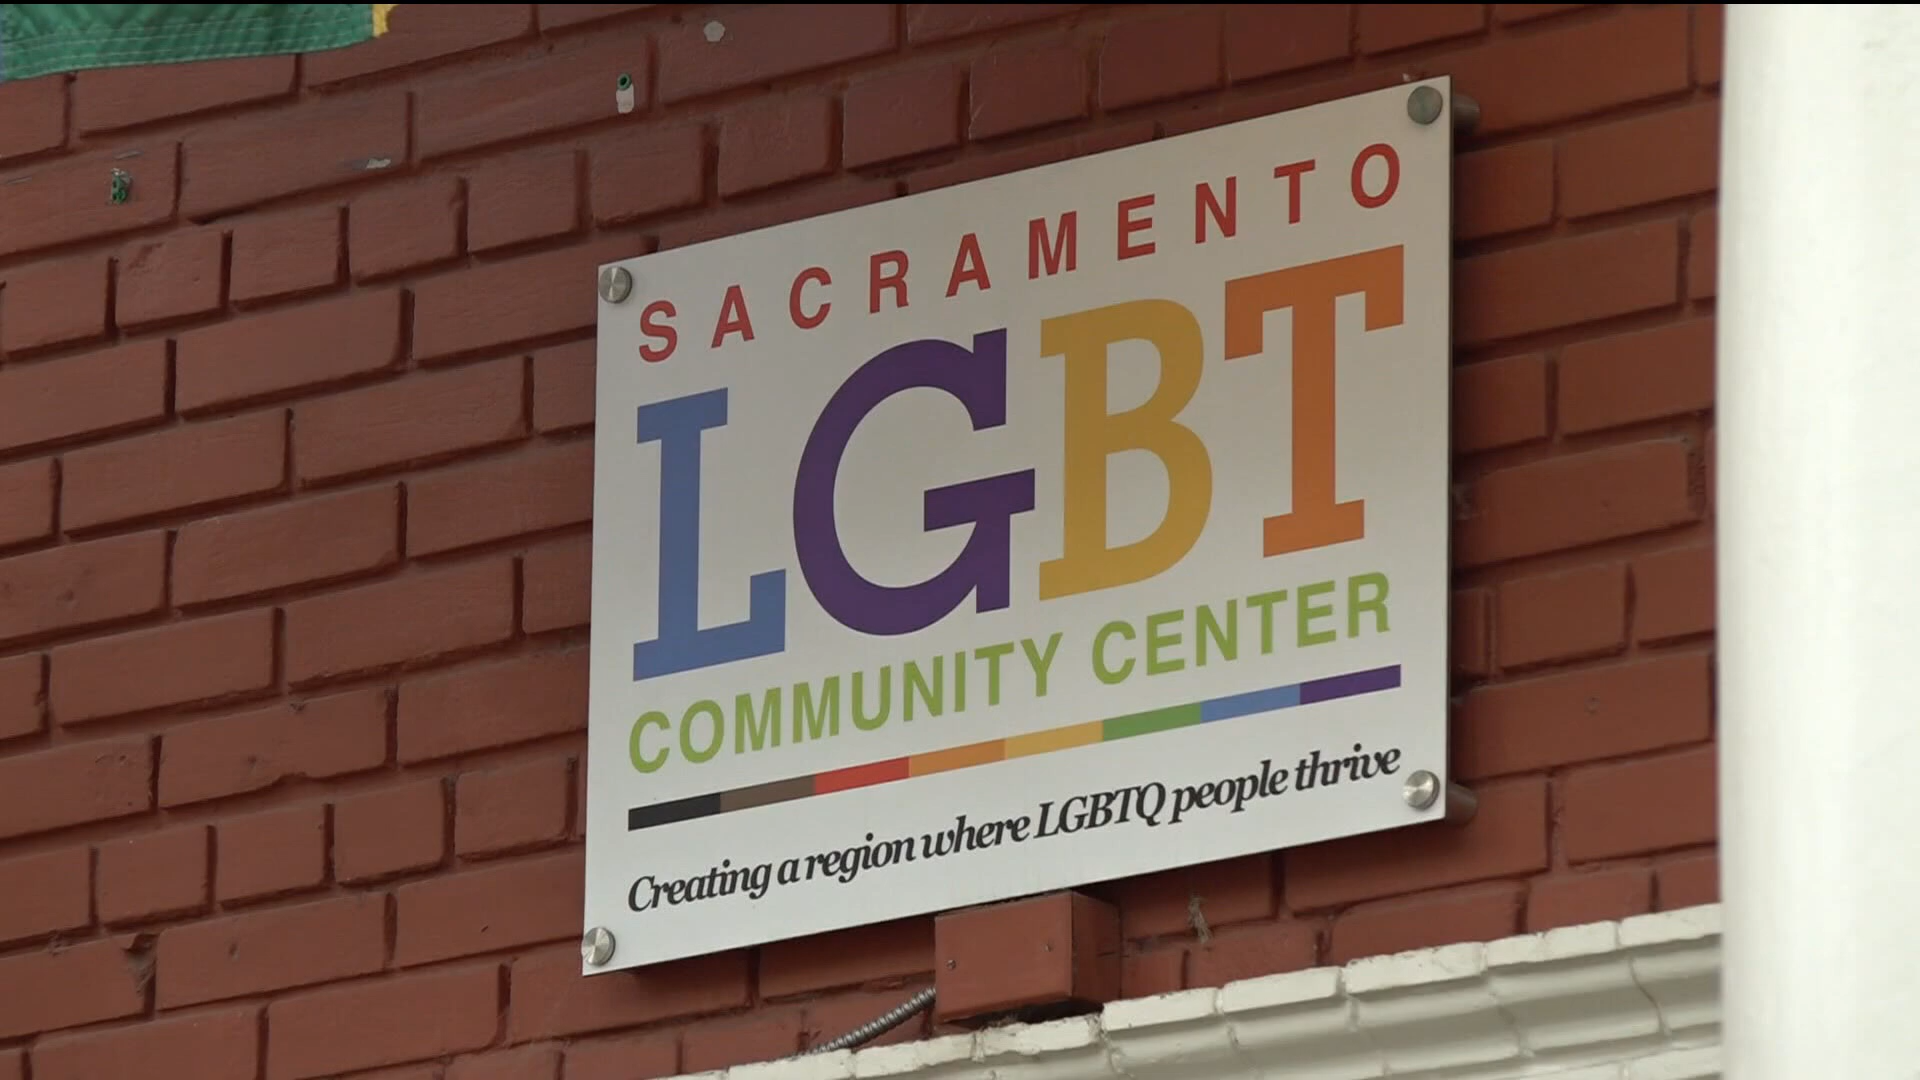 SACRAMENTO
LGBT
COMMUNITY CENTER
Creating a region where LGBTQ people thrive